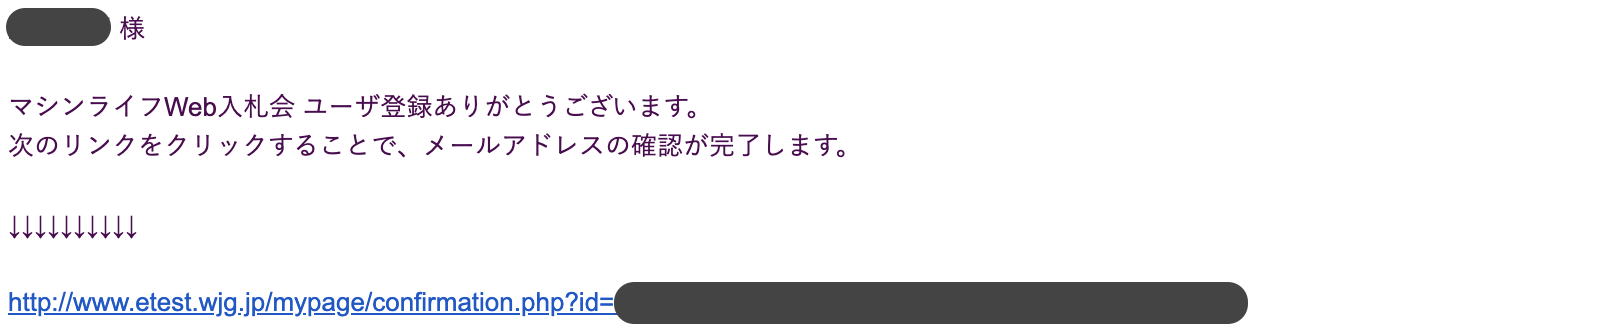 様
マシンライフWeb入札会 ユーザ登録ありがとうございます。
次のリンクをクリックすることで、メールアドレスの確認が完了します。
↓↓↓↓↓↓↓↓↓↓
http://www.etest.wjg.jp/mypage/confirmation.php?id=